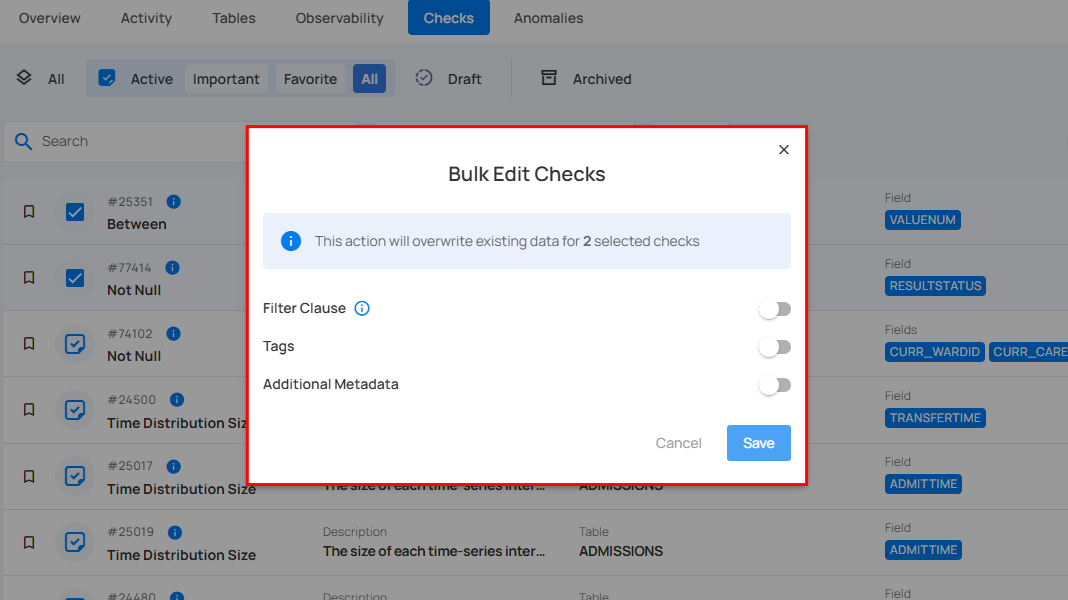 Overview Activity Tables Observability Checks Anomalies
All Active Important Favorite All Draft Archived
Search
Bulk Edit Checks
This action will overwrite existing data for 2 selected checks
Filter Clause
Tags
Additional Metadata
Cancel Save
#25351
Between
Field
VALUENUM
#77414
Not Null
Field
RESULTSTATUS
#74102
Not Null
Fields
CURR_WARDID CURR_CARE
#24500
Time Distribution Siz
Field
TRANSFERTIME
#25017
Time Distribution Size
The size of each time-series inter...
ADMISSIONS
Field
ADMITTIME
#25019
Time Distribution Size
Description
The size of each time-series inter...
Table
ADMISSIONS
Field
ADMITTIME
#24480
Description
Table
Field